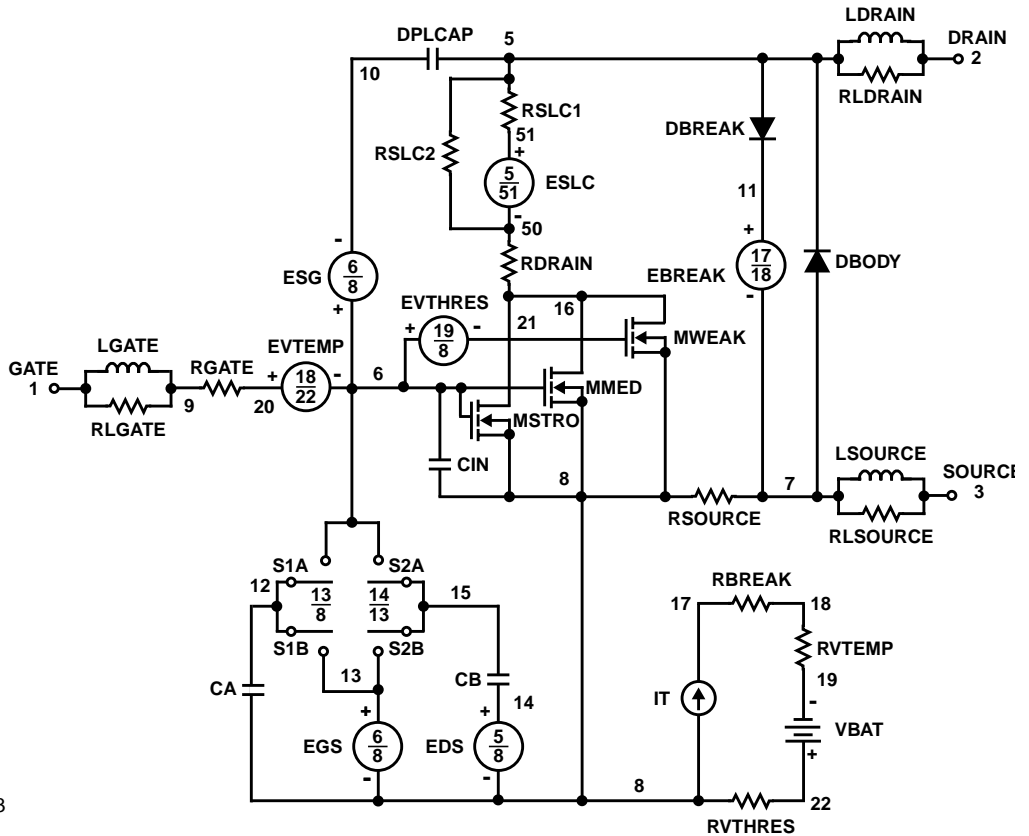 LDRAIN
DPLCAP 5 DRAIN
10 2
RLDRAIN
RSLC1
DBREAK
51
RSLC2 +
5
51
ESLC
11
-
50
-
+
17
18
RDRAIN
EBREAK
DBODY
6
8
ESG
-
+
EVTHRES
16
21
+
19
8
-
MWEAK
LGATE
EVTEMP
GATE
1
RGATE
+
18
22
-
6
MMED
9
20
MSTRO
RLGATE
LSOURCE
CIN
8
7
SOURCE
3
RSOURCE
RLSOURCE
S1A
S2A
12
13
8
14
13
15
RBREAK
17
18
S1B
S2B
RVTEMP
13
CB
19
CA
14
IT
-
+
+
VBAT
EGS
6
8
EDS
5
8
+
-
-
8
22
RVTHRES
3